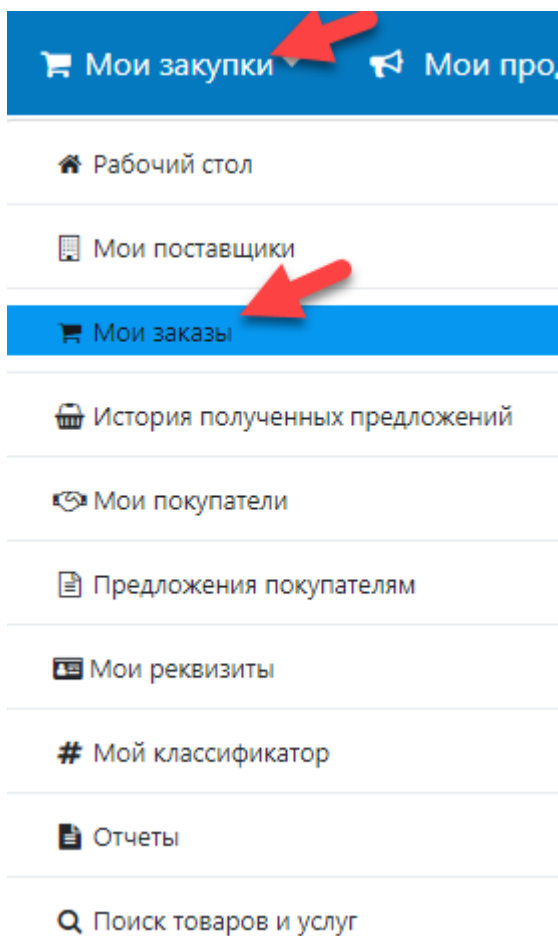 Мои закупки Мои про
Рабочий стол
Мои поставщики
Мои заказы
История полученных предложений
Мои покупатели
Предложения покупателям
Мои реквизиты
# Мой классификатор
Отчеты
Поиск товаров и услуг